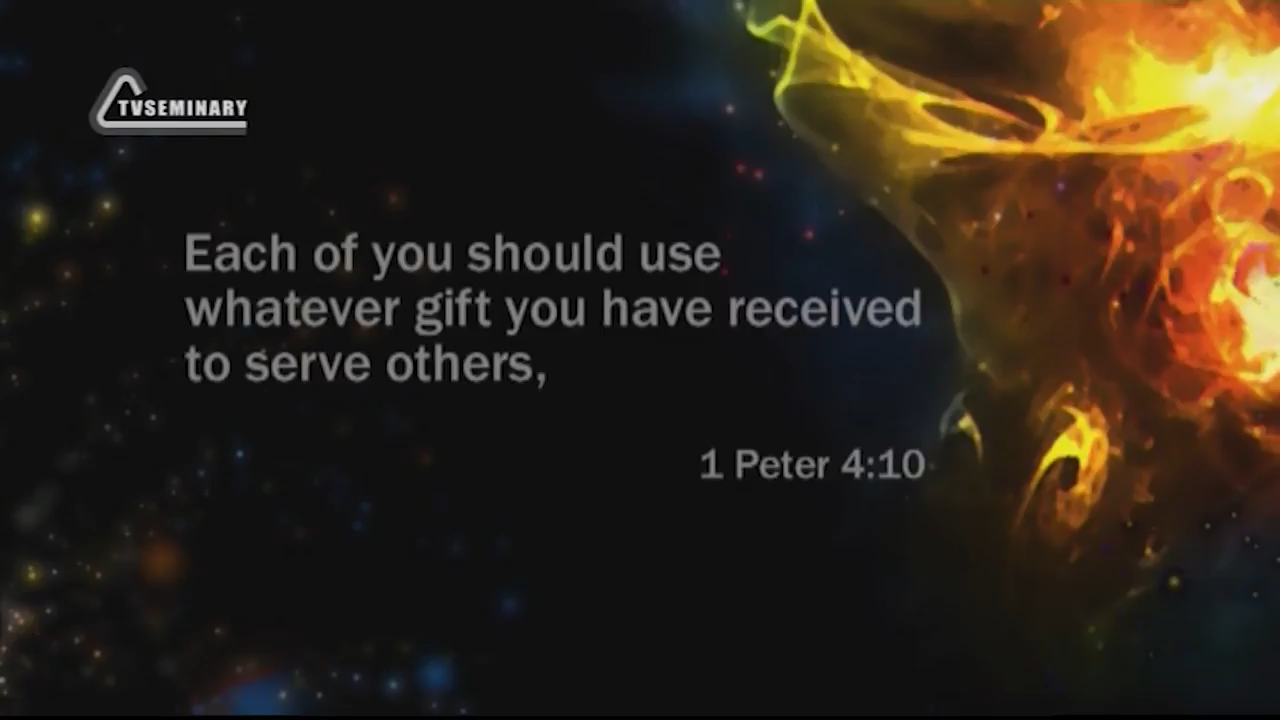 TVSEMINARY
Each of you should use
whatever gift you have received
to serve others,
1 Peter 4:10